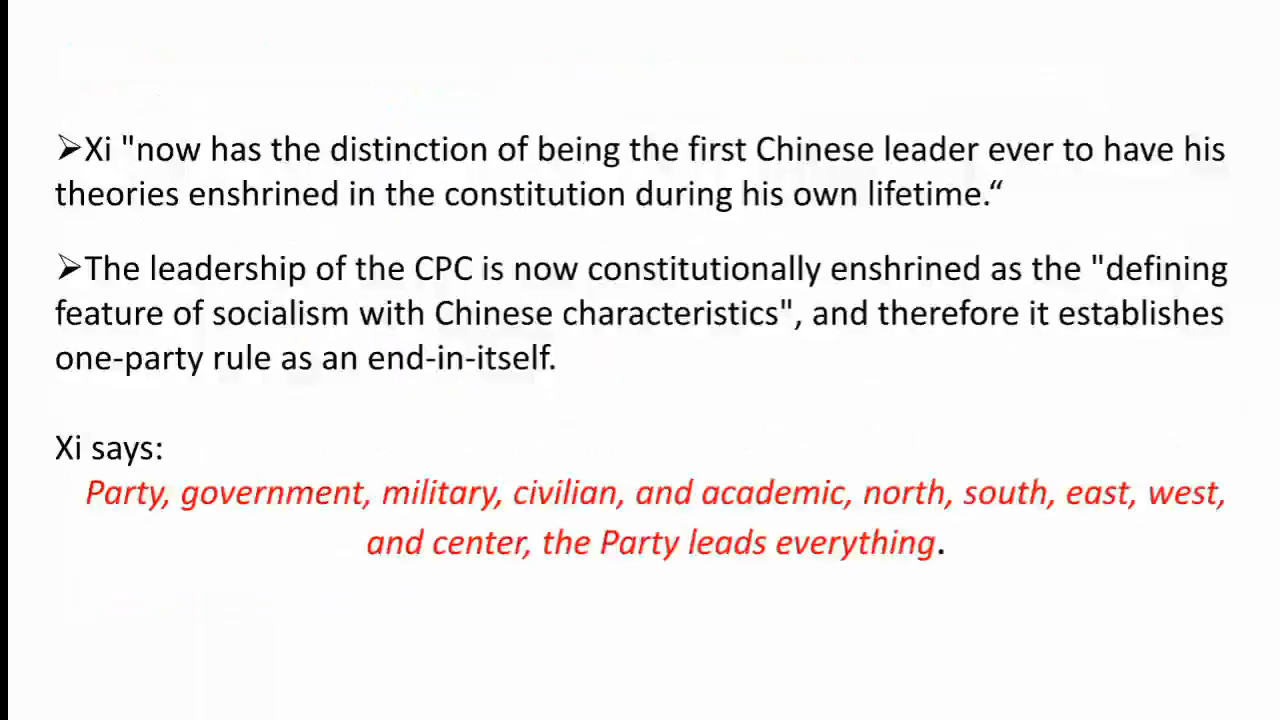 ➢Xi "now has the distinction of being the first Chinese leader ever to have his
theories enshrined in the constitution during his own lifetime.“
➢The leadership of the CPC is now constitutionally enshrined as the "defining
feature of socialism with Chinese characteristics", and therefore it establishes
one-party rule as an end-in-itself.
Xi says:
Party, government, military, civilian, and academic, north, south, east, west,
and center, the Party leads everything.